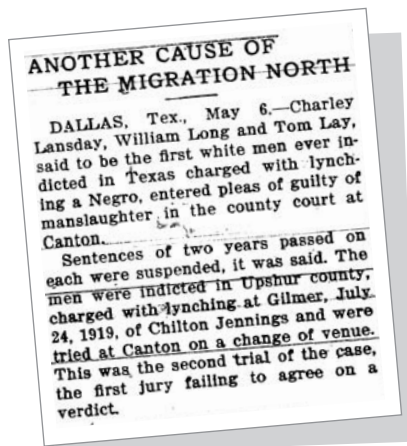 ANOTHER CAUSE OF
THE MIGRATION NORTH
DALLAS, Tex., May 6.—Charley
Lansday, William Long and Tom Lay,
said to be the first white men ever in-
dicted in Texas charged with lynch-
ing a Negro, entered pleas of guilty of
manslaughter in the county court at
Canton.
Sentences of two years passed on
each were suspended, it was said. The
men were indicted in Upshur county,
charged with lynching at Gilmer, July
24, 1919, of Chilton Jennings and were
tried at Canton on a change of venue.
This was the second trial of the case,
the first jury failing to agree on a
verdict.